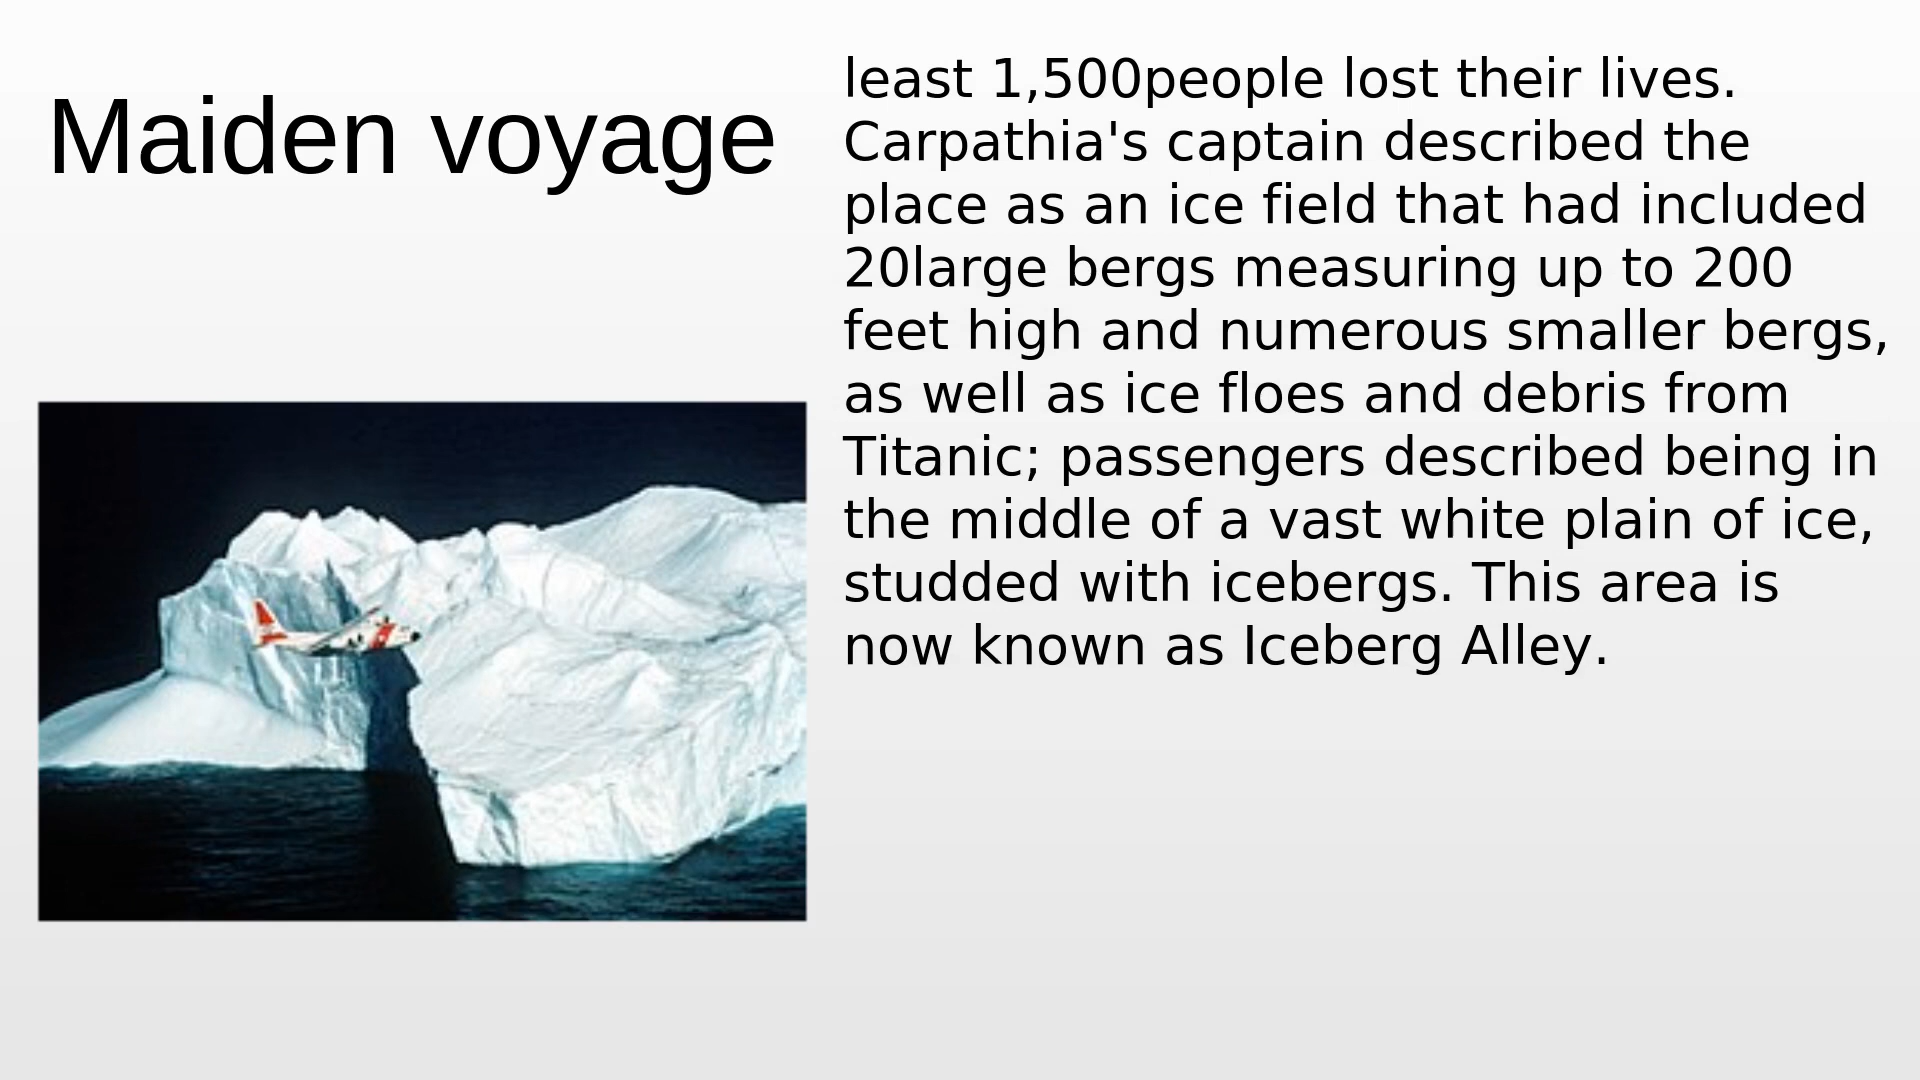 Maiden voyage
least 1,500people lost their lives.
Carpathia's captain described the
place as an ice field that had included
20large bergs measuring up to 200
feet high and numerous smaller bergs,
as well as ice floes and debris from
Titanic; passengers described being in
the middle of a vast white plain of ice,
studded with icebergs. This area is
now known as Iceberg Alley.